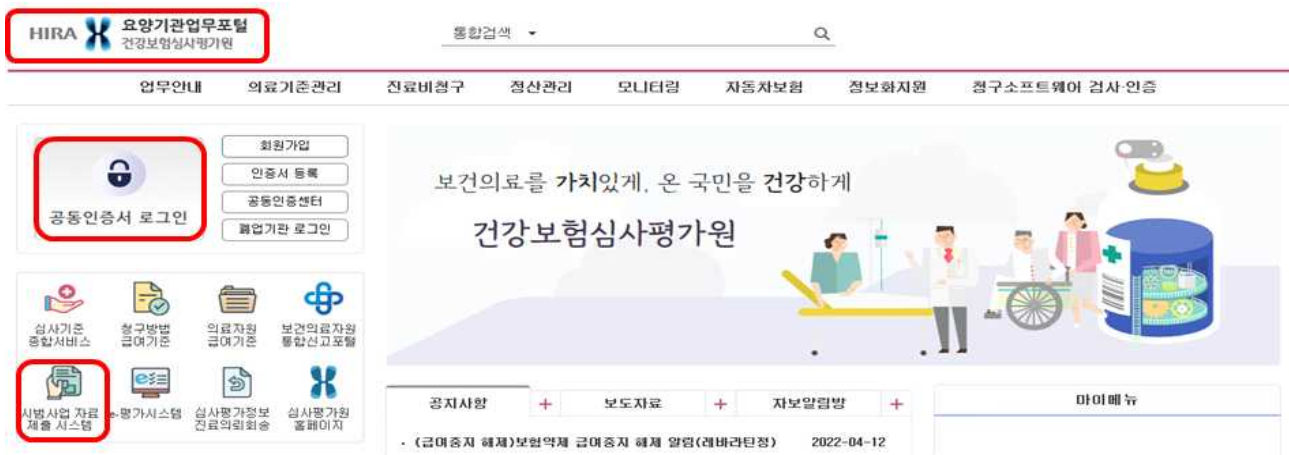 HIRA 요양기관업무포털
건강보험심사평가원
통합검색
업무안내 의료기준관리 진료비청구 정산관리 모니터링 자동차보험 정보화지원 청구소프트웨어 검사·인증
공동인증서 로그인
회원가입
인증서 등록
공동인증센터
폐업기관 로그인
보건의료를 가치있게, 온 국민을 건강하게
건강보험심사평가원
심사기준
종합서비스
청구방법
급여기준
의료자원
급여기준
보건의료자원
통합신고포털
시범사업 자료
제출 시스템
e-평가시스템
심사평가정보
진료의뢰회송
심사평가원
홈페이지
공지사항 + 보도자료 + 자보알림방 +
마이메뉴
· (급여중지 해제)보험약제 급여중지 해제 알림(레바라틴정) 2022-04-12